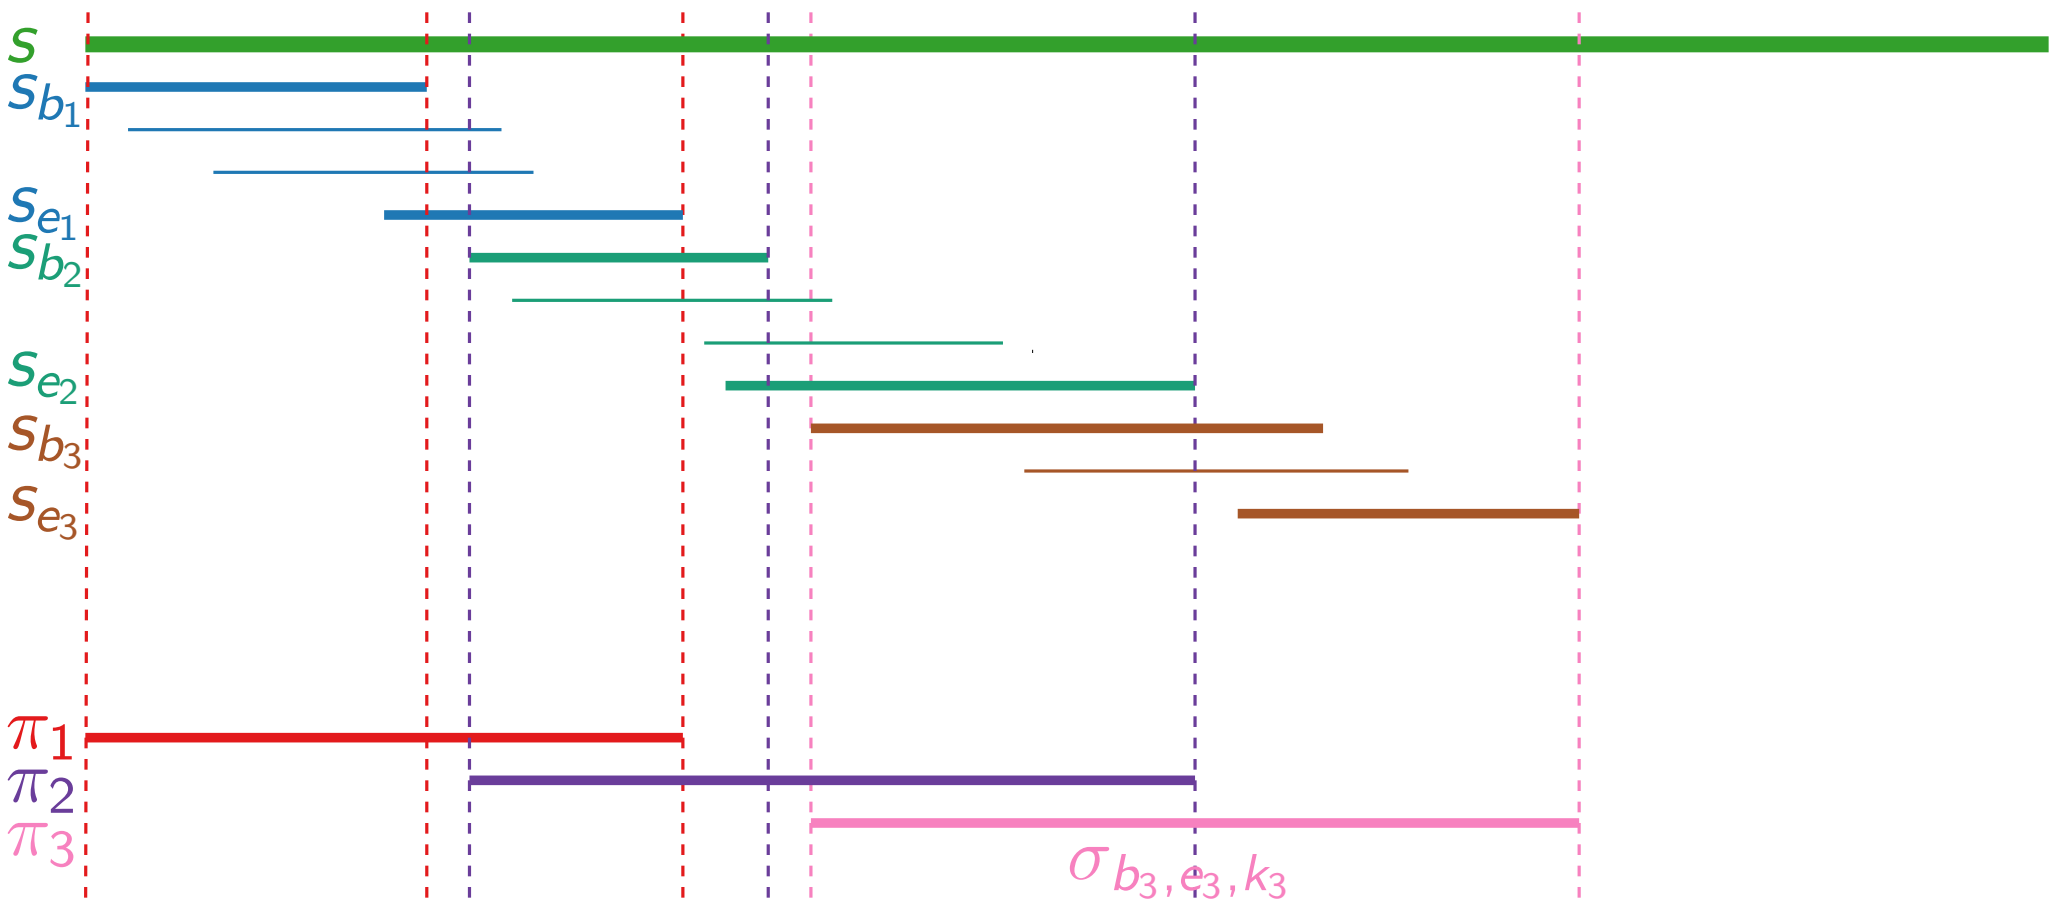 s
s_{b_1}
s_{e_1}
s_{b_2}
s_{e_2}
s_{b_3}
s_{e_3}
π_1
π_2
π_3
σ_{b_3,e_3,k_3}